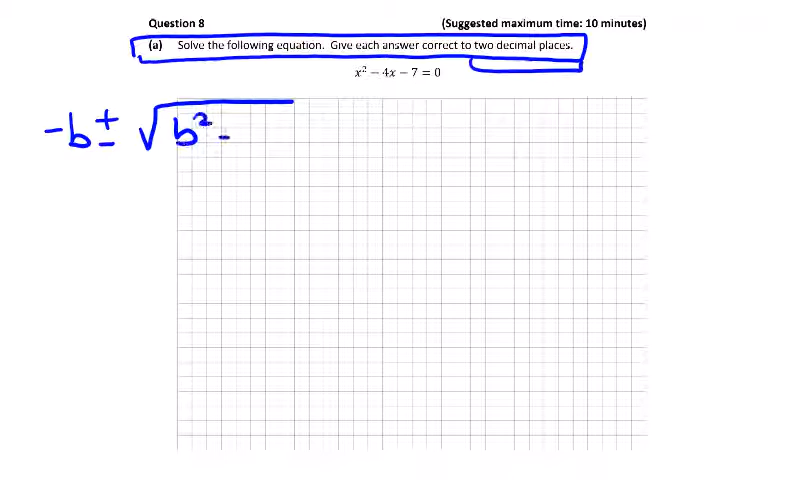 Question 8 (Suggested maximum time: 10 minutes)
(a) Solve the following equation. Give each answer correct to two decimal places.
x² − 4x − 7 = 0
-b ± √b² -